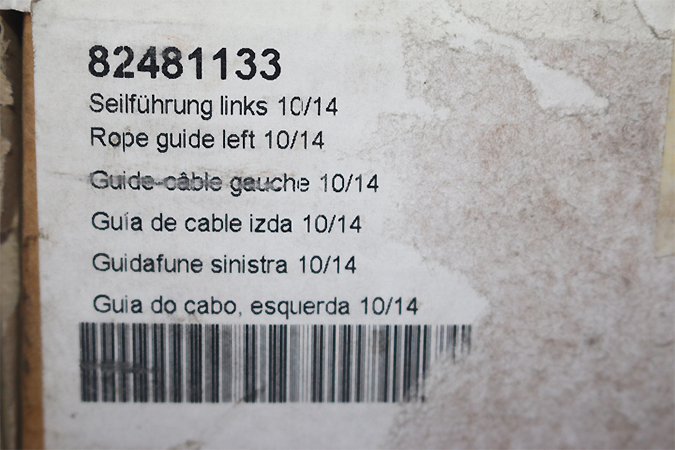 82481133
Seilführung links 10/14
Rope guide left 10/14
Guide-câble gauche 10/14
Guía de cable izda 10/14
Guidafune sinistra 10/14
Guia do cabo, esquerda 10/14